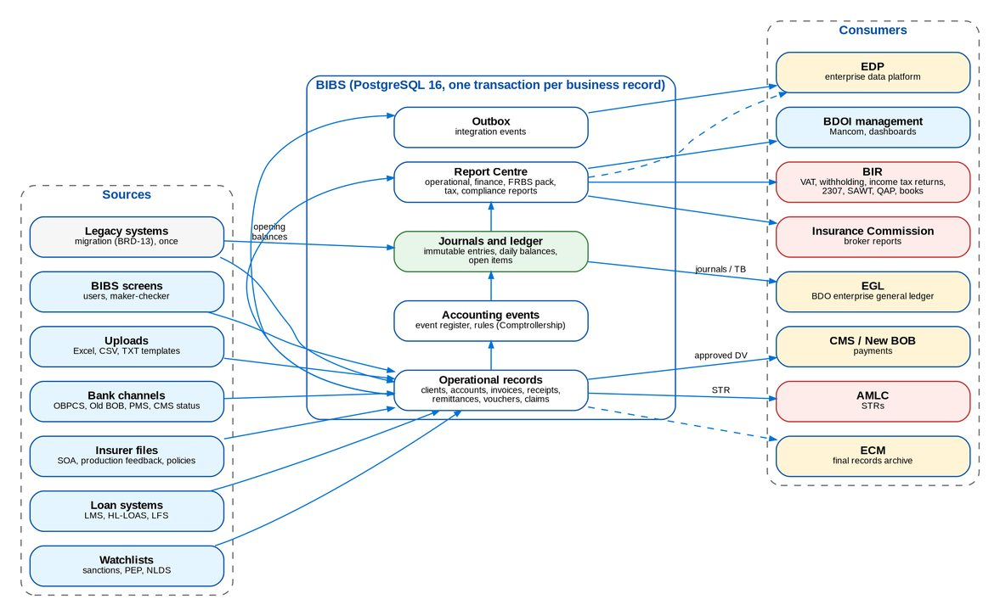 Sources
Legacy systems
migration (BRD-13), once
BIBS screens
users, maker-checker
Uploads
Excel, CSV, TXT templates
Bank channels
OBPCS, Old BOB, PMS, CMS status
Insurer files
SOA, production feedback, policies
Loan systems
LMS, HL-LOAS, LFS
Watchlists
sanctions, PEP, NLDS
opening
balances
BIBS (PostgreSQL 16, one transaction per business record)
Outbox
integration events
Report Centre
operational, finance, FRBS pack,
tax, compliance reports
Journals and ledger
immutable entries, daily balances,
open items
Accounting events
event register, rules (Comptrollership)
Operational records
clients, accounts, invoices, receipts,
remittances, vouchers, claims
journals / TB
approved DV
STR
Consumers
EDP
enterprise data platform
BDOI management
Mancom, dashboards
BIR
VAT, withholding, income tax returns,
2307, SAWT, QAP, books
Insurance Commission
broker reports
EGL
BDO enterprise general ledger
CMS / New BOB
payments
AMLC
STRs
ECM
final records archive